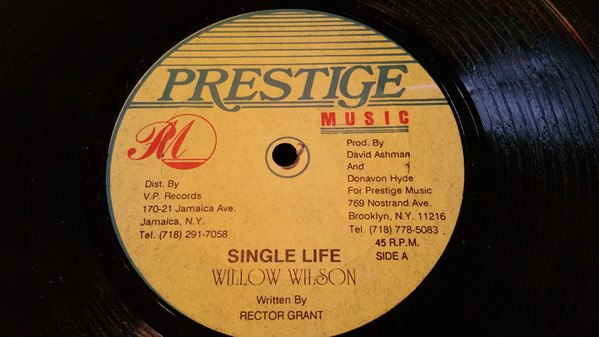 PRESTIGE
MUSIC
PM
Dist. By
V.P. Records
170-21 Jamaica Ave.
Jamaica, N.Y.
Tel. (718) 291-7058
Prod. By
David Ashman
And
Donavon Hyde
For Prestige Music
769 Nostrand Ave.
Brooklyn, N.Y. 11216
Tel. (718) 778-5083
45 R.P.M.
SIDE A
SINGLE LIFE
WILLOW WILSON
Written By
RECTOR GRANT